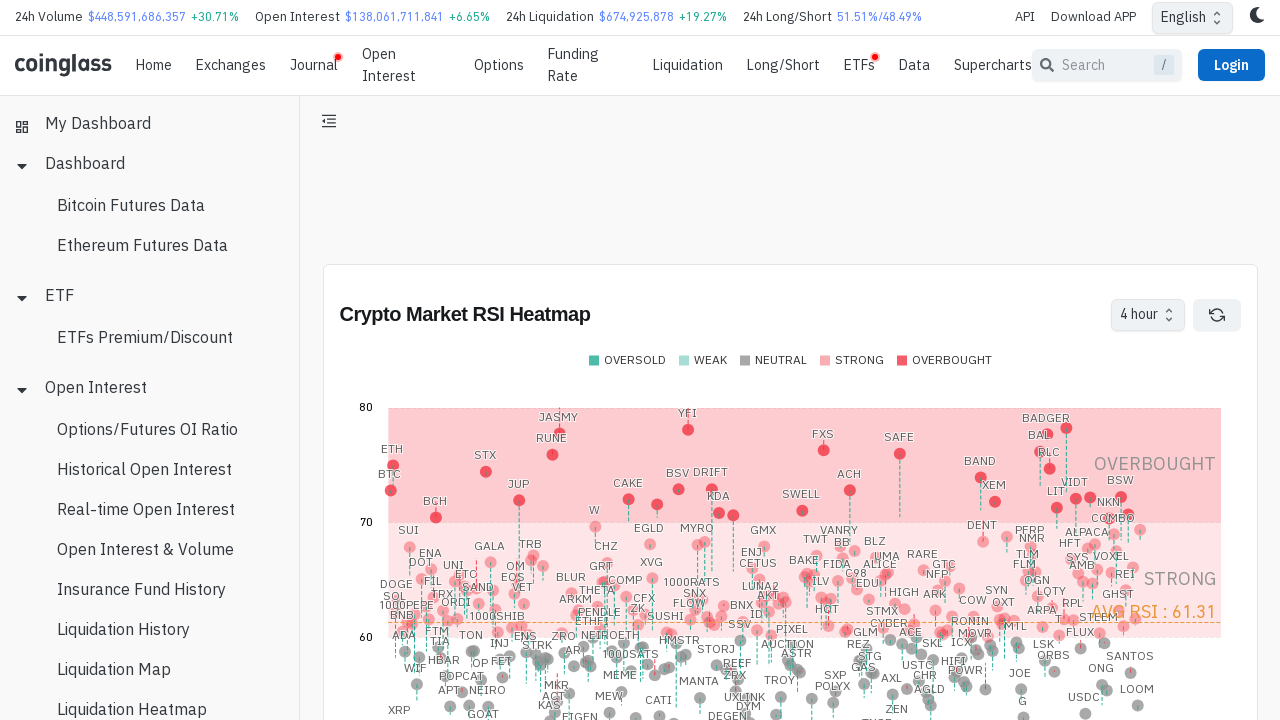 24h Volume $448,591,686,357 +30.71% Open Interest $138,061,711,841 +6.65% 24h Liquidation $674,925,878 +19.27% 24h Long/Short 51.51%/48.49% API Download APP English
coinglass Home Exchanges Journal Open Interest Options Funding Rate Liquidation Long/Short ETFs Data Supercharts Search / Login
My Dashboard
Dashboard
Bitcoin Futures Data
Ethereum Futures Data
ETF
ETFs Premium/Discount
Open Interest
Options/Futures OI Ratio
Historical Open Interest
Real-time Open Interest
Open Interest & Volume
Insurance Fund History
Liquidation History
Liquidation Map
Liquidation Heatmap
Crypto Market RSI Heatmap 4 hour
OVERSOLD WEAK NEUTRAL STRONG OVERBOUGHT
80
JASMY YFI BADGER
RUNE FXS SAFE BAL
ETH STX BAND RLC OVERBOUGHT
BTC JUP CAKE BSV DRIFT ACH XEM VIDT BSW
BCH KDA SWELL LIT NKN
W COMBO
70
SUI EGLD MYRO GMX VANRY DENT PERP ALPACA
GALA TRB CHZ TWT BB BLZ NMR HFT
ENA ENJ UMA RARE TLM SYS VOXEL
DOT UNI OM GRT XVG CETUS BAKE FIDA ALICE GTC FLM AMB
DOGE FIL ETC EOS BLUR COMP 1000RATS ILV C98 NFP OGN REI STRONG
SOL TRX SAND VET THETA SNX LUNA2 EDU HIGH ARK SYN LQTY GHST
1000PEPE ORDI ARKM CFX FLOW BNX AKT HOT COW OXT RPL
BNB 1000SHIB PENDLE ZK SUSHI ID STMX RONIN ARPA T STEEM AVG RSI : 61.31
ETHFI SSV PIXEL CYBER MTL
60
ADA FTM TON ENS ZRO NEIROETH GLM ACE MOVR FLUX
TIA INJ STRK HMSTR AUCTION REZ SKL ICX LSK
WIF HBAR OP FET AR 1000SATS STORJ ASTR STG USTC HIFI ORBS SANTOS
POPCAT MEME REEF GAS POWR ONG
APT NEIRO MKR MANTA ZRX TROY SXP AXL CHR JOE
XRP GOAT ACT MEW CATI UXLINK POLYX AGLD G USDC LOOM
KAS DYM ZEN
EIGEN DEGEN